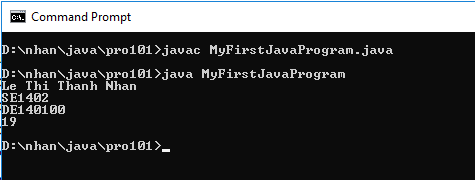 Command Prompt
D:\nhan\java\pro101>javac MyFirstJavaProgram.java
D:\nhan\java\pro101>java MyFirstJavaProgram
Le Thi Thanh Nhan
SE1402
DE140100
19
D:\nhan\java\pro101>_